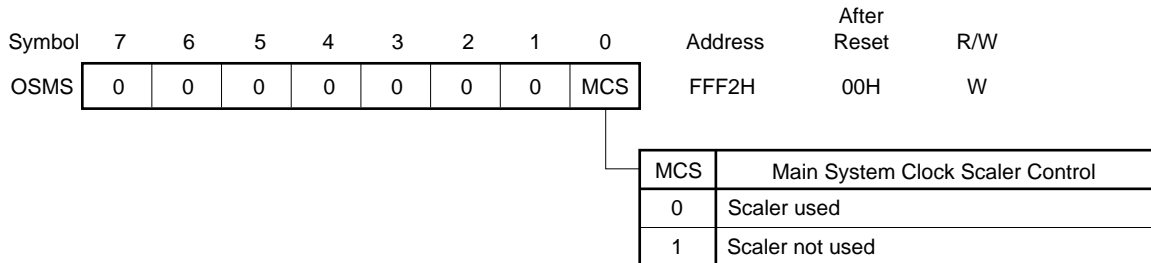 After
Symbol 7 6 5 4 3 2 1 0 Address Reset R/W
OSMS 0 0 0 0 0 0 0 MCS FFF2H 00H W
MCS Main System Clock Scaler Control
0 Scaler used
1 Scaler not used